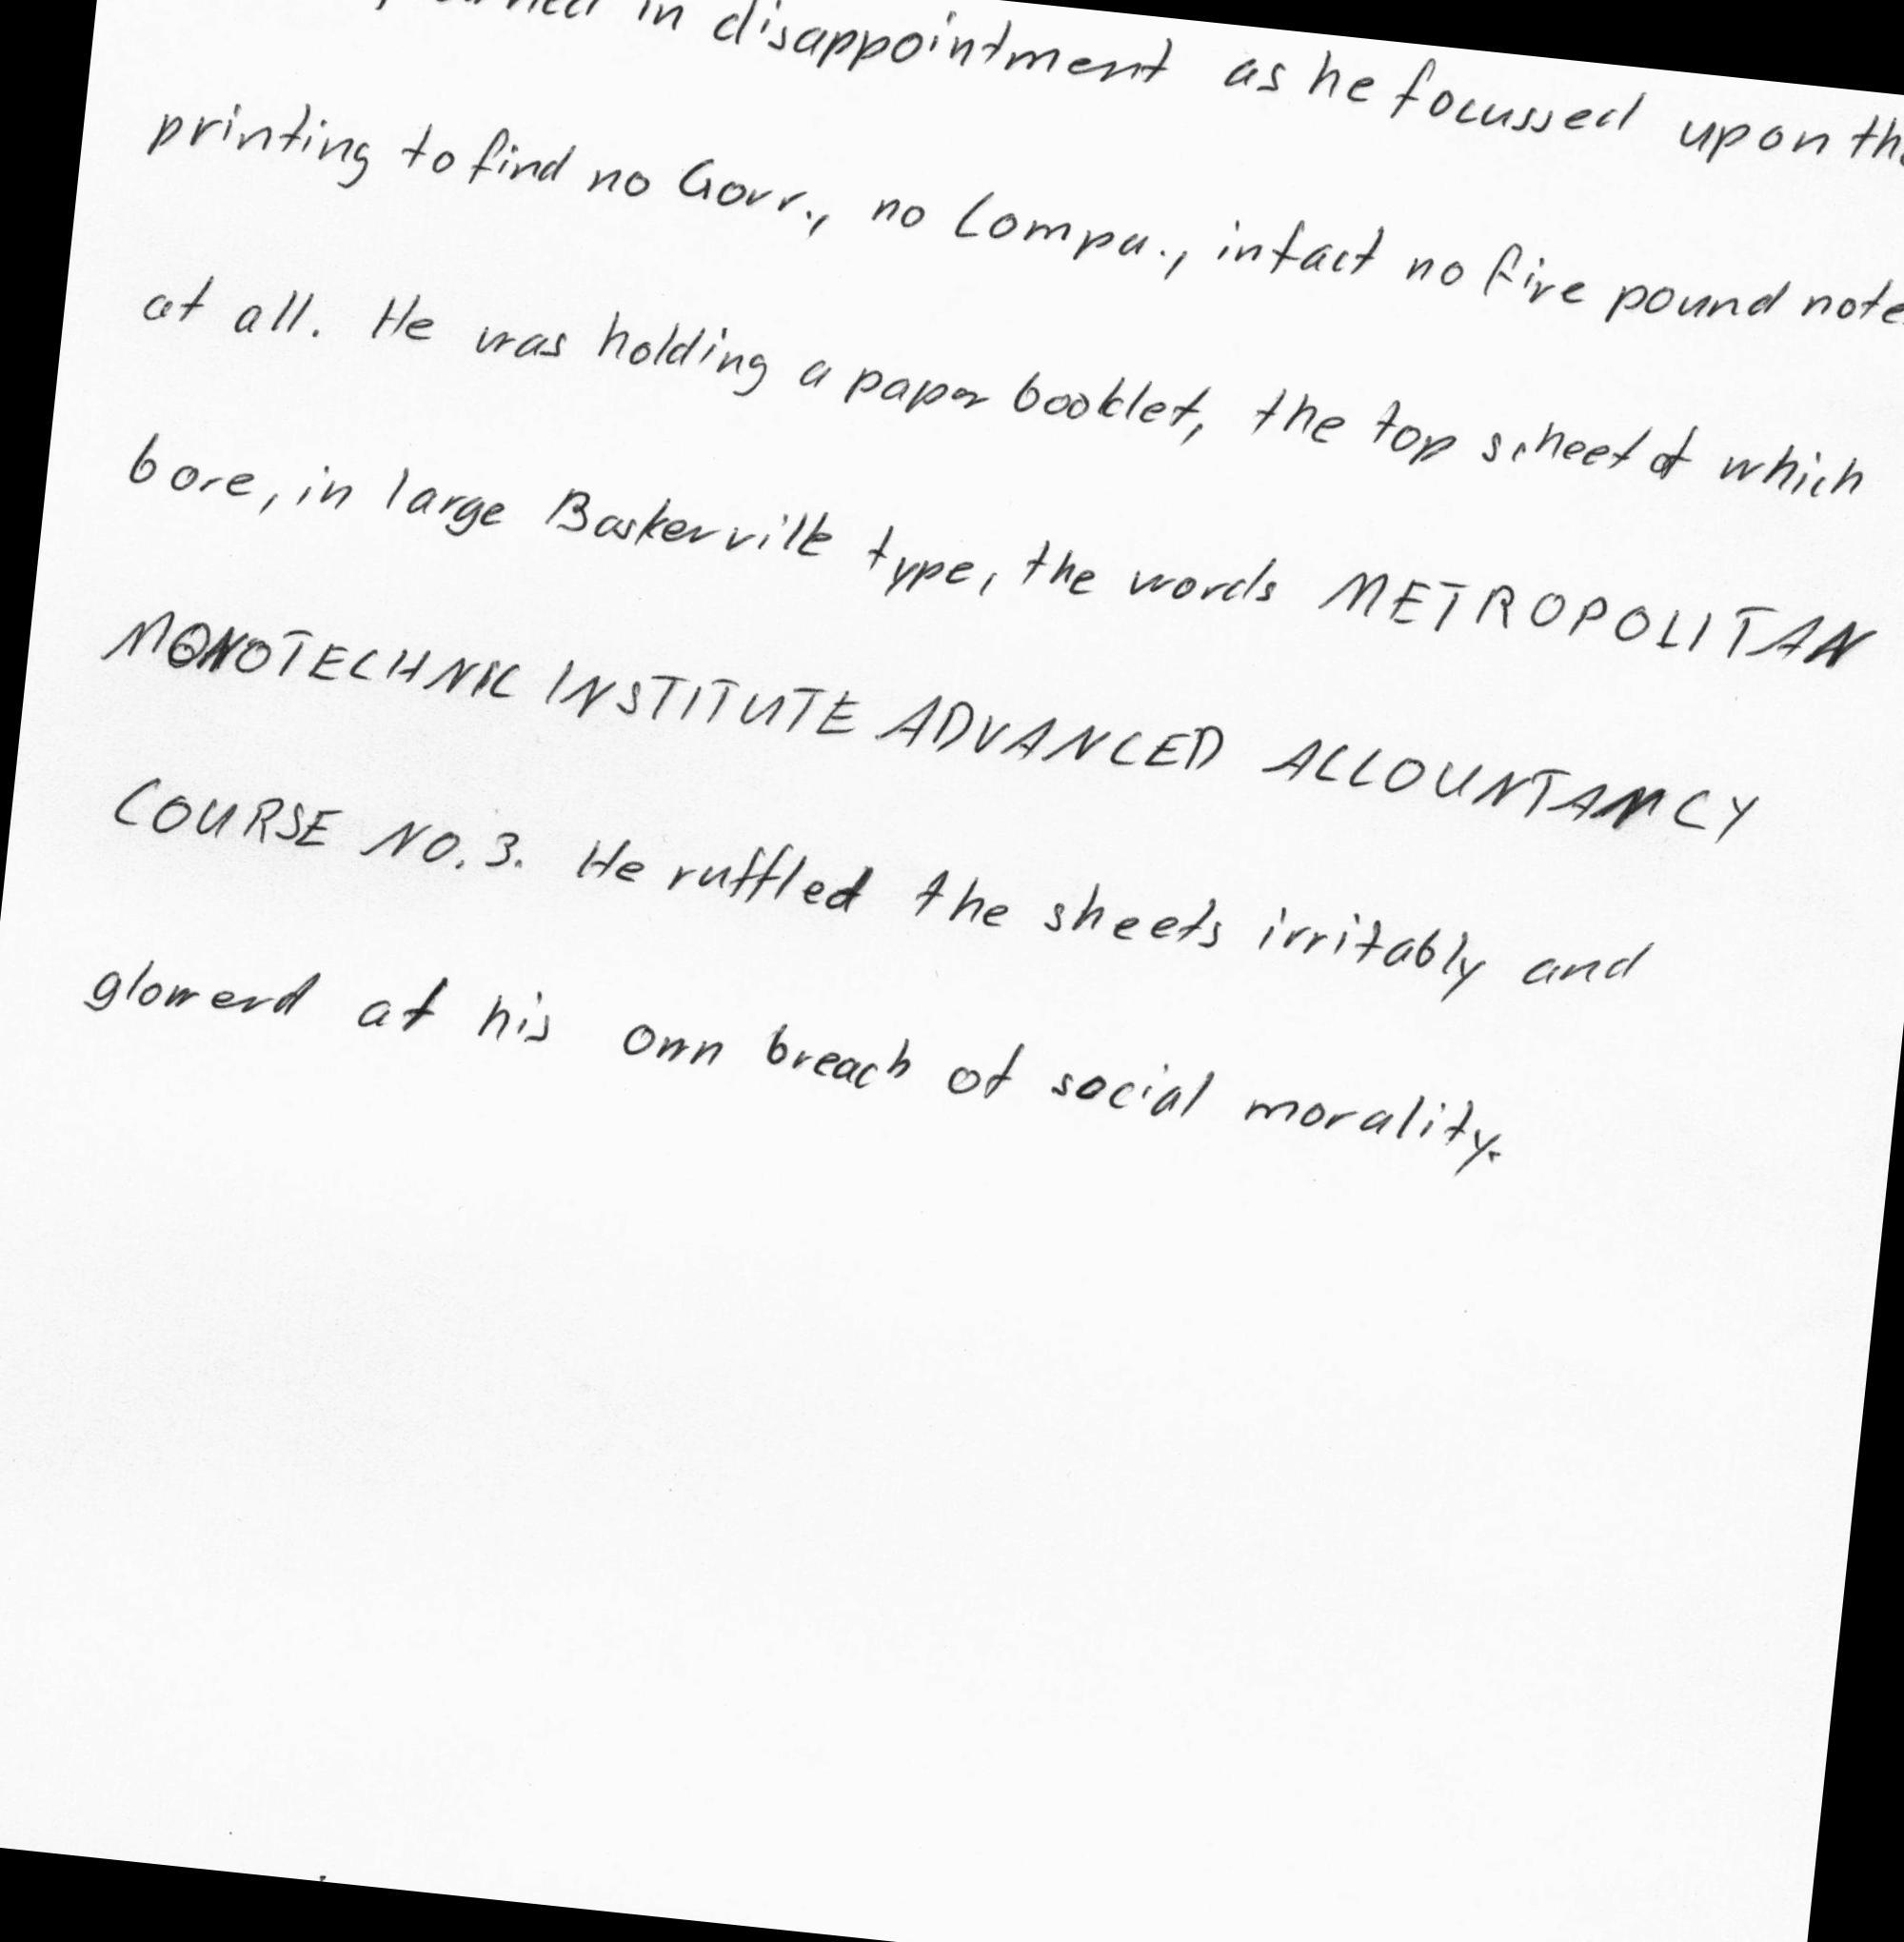 in disappointment as he focussed upon the
printing to find no Govr., no Compa., infact no five pound note
at all. He was holding a paper booklet, the top scheet of which
bore, in large Baskerville type, the words METROPOLITAN
MONOTECHNIC INSTITUTE ADVANCED ACCOUNTANCY
COURSE NO. 3. He ruffled the sheets irritably and
glowerd at his own breach of social morality.